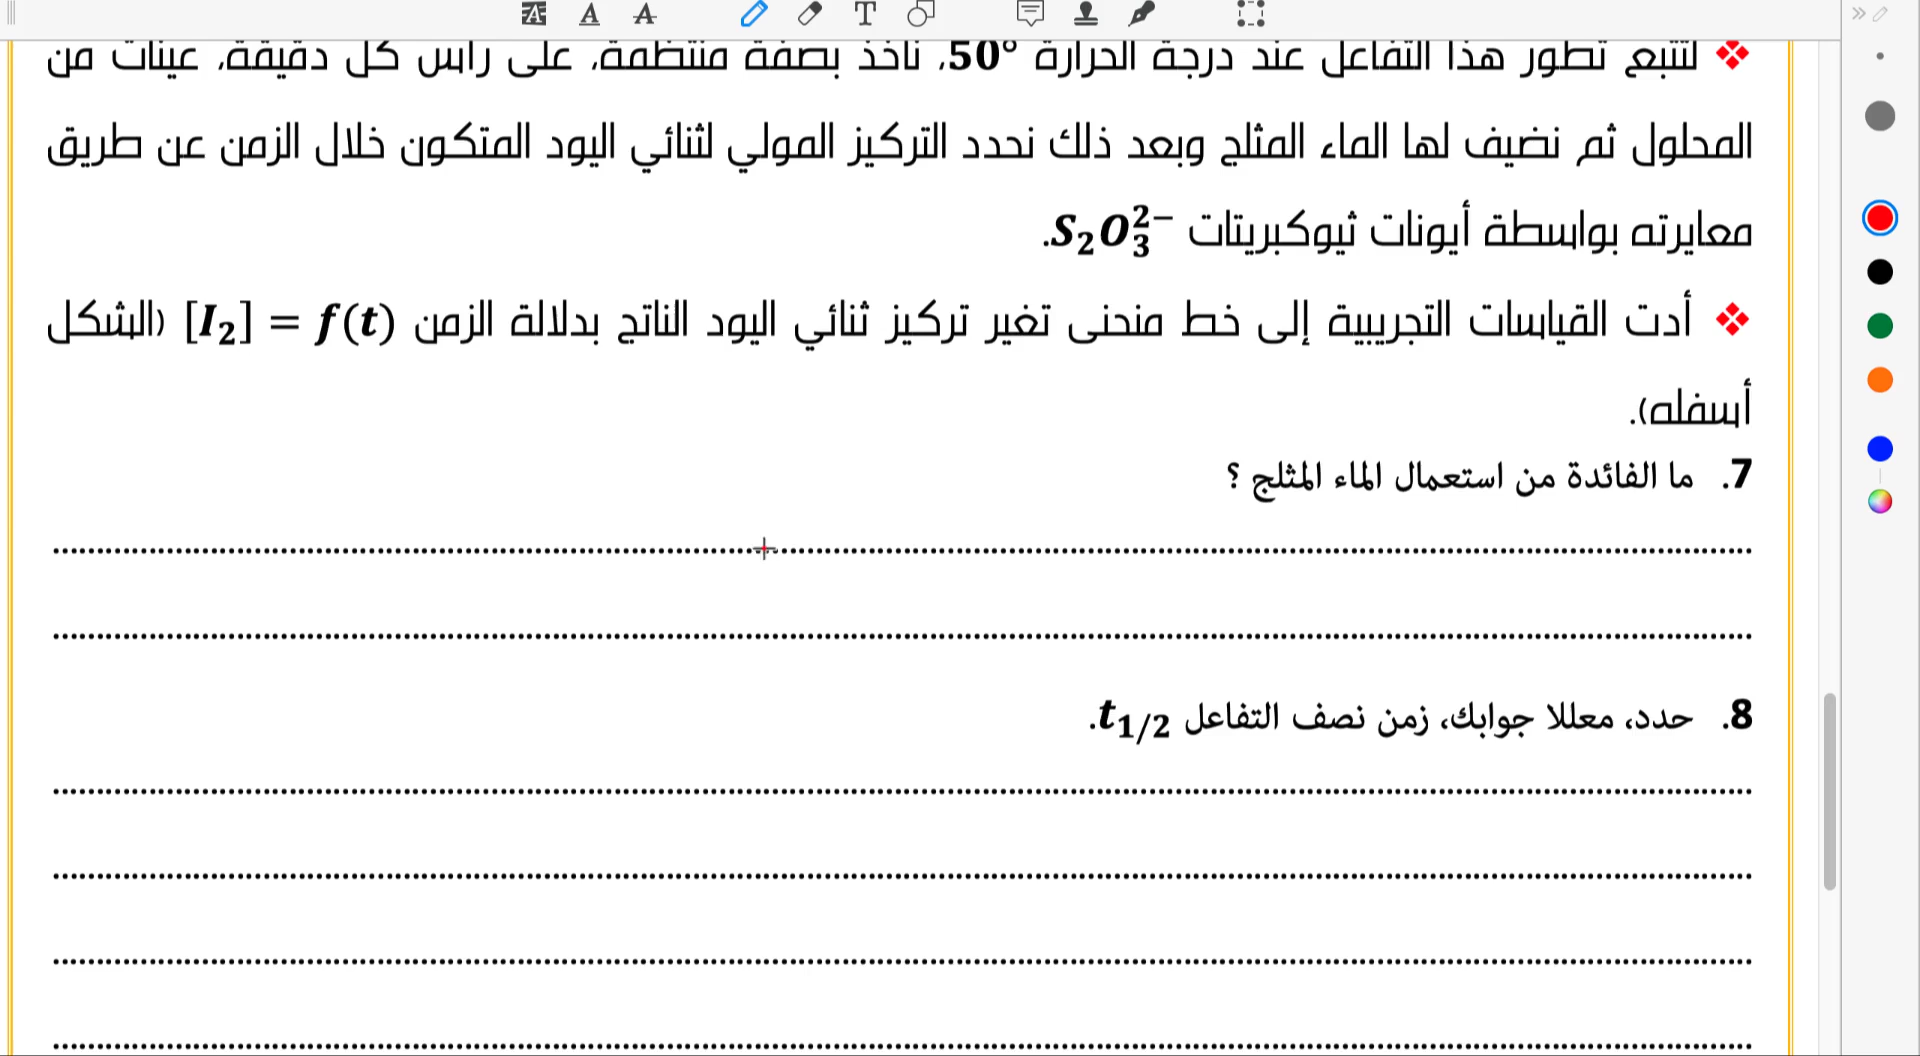 لتتبع تطور هذا التفاعل عند درجة الحرارة 50°، نأخذ بصفة منتظمة، على رأس كل دقيقة، عينات من
المحلول ثم نضيف لها الماء المثلج وبعد ذلك نحدد التركيز المولي لثنائي اليود المتكون خلال الزمن عن طريق
معايرته بواسطة أيونات ثيوكبريتات S₂O₃²⁻.
أدت القياسات التجريبية إلى خط منحنى تغير تركيز ثنائي اليود الناتج بدلالة الزمن [I₂] = f(t) (الشكل
أسفله).
7. ما الفائدة من استعمال الماء المثلج ؟
8. حدد، معللا جوابك، زمن نصف التفاعل t₁/₂.